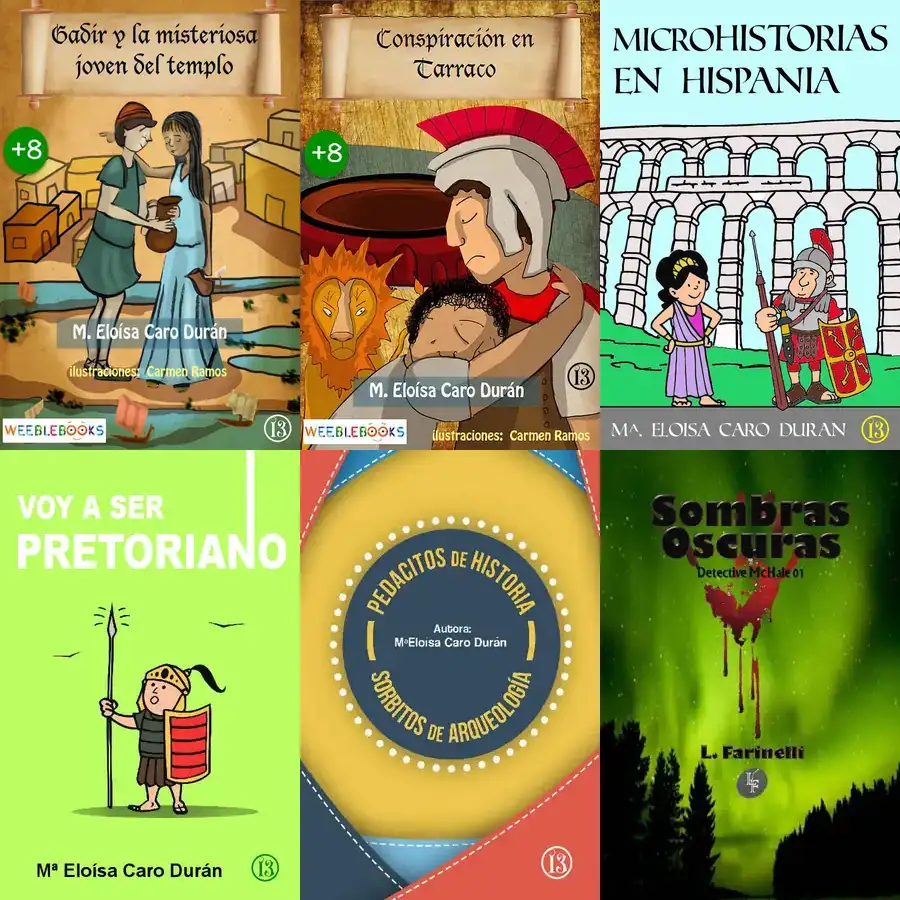 Gadir y la misteriosa
joven del templo
+8
M. Eloísa Caro Durán
ilustraciones: Carmen Ramos
WEEBLEBOOKS
13
Conspiración en
Tarraco
+8
13
M. Eloísa Caro Durán
WEEBLEBOOKS
ilustraciones: Carmen Ramos
MICROHISTORIAS
EN HISPANIA
Mª. ELOISA CARO DURAN
13
VOY A SER
PRETORIANO
Mª Eloísa Caro Durán
13
PEDACITOS DE HISTORIA
Autora:
MªEloísa Caro Durán
SORBITOS DE ARQUEOLOGÍA
13
Sombras
Oscuras
Detective McHale 01
L. Farinelli
LF